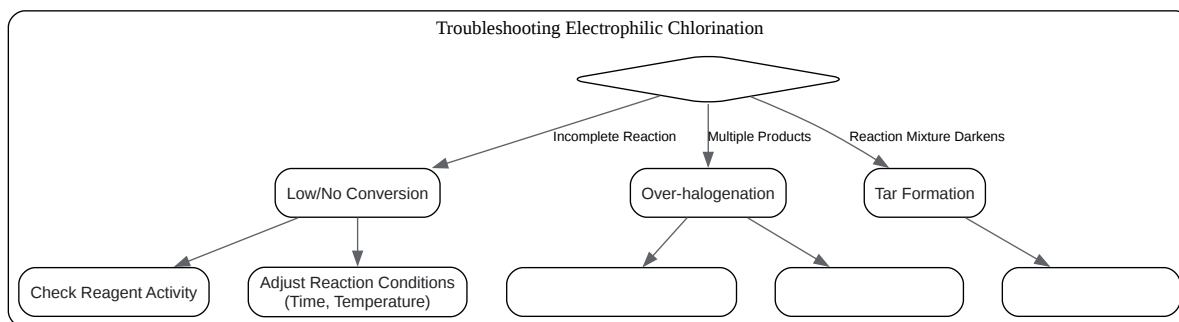 Troubleshooting Electrophilic Chlorination
Incomplete Reaction
Multiple Products
Reaction Mixture Darkens
Low/No Conversion
Over-halogenation
Tar Formation
Check Reagent Activity
Adjust Reaction Conditions
(Time, Temperature)